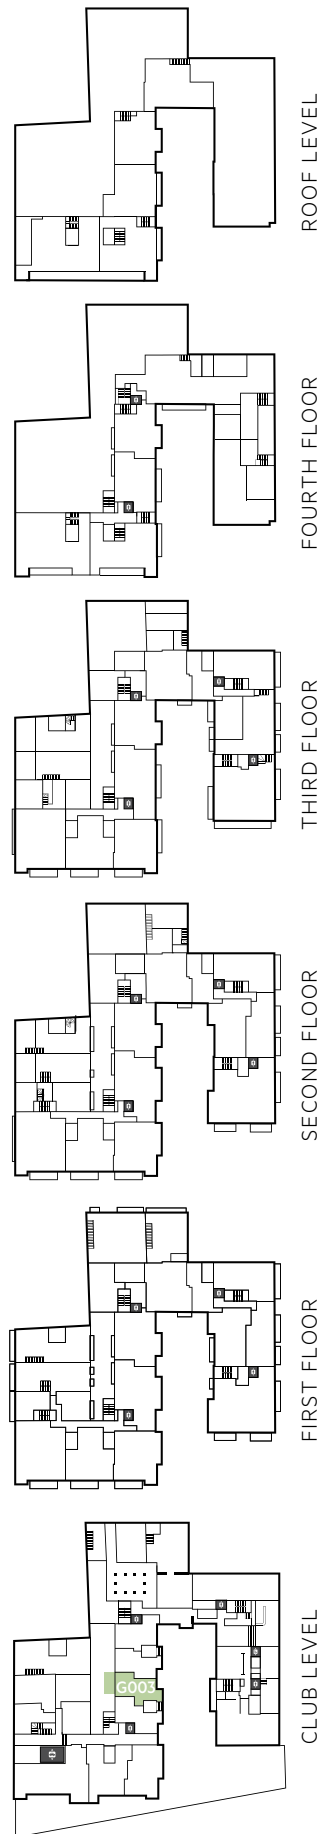 ROOF LEVEL
FOURTH FLOOR
THIRD FLOOR
SECOND FLOOR
FIRST FLOOR
G003
CLUB LEVEL